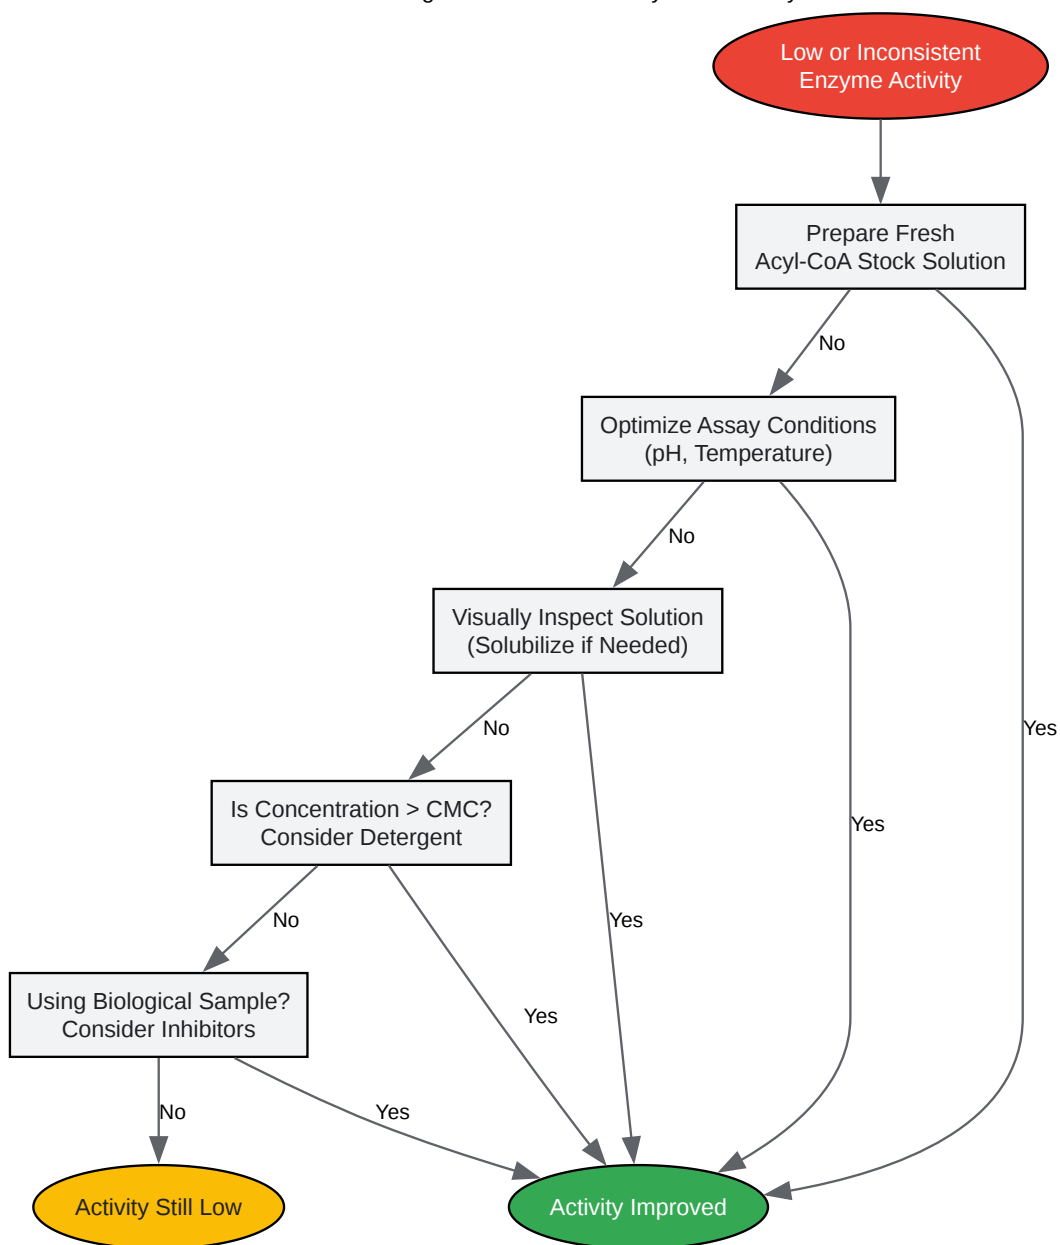 Low or Inconsistent
Enzyme Activity
Prepare Fresh
Acyl-CoA Stock Solution
No
Optimize Assay Conditions
(pH, Temperature)
No
Visually Inspect Solution
(Solubilize if Needed)
No
Yes
Is Concentration > CMC?
Consider Detergent
Yes
No
Yes
Using Biological Sample?
Consider Inhibitors
Yes
No
Yes
Activity Still Low
Activity Improved